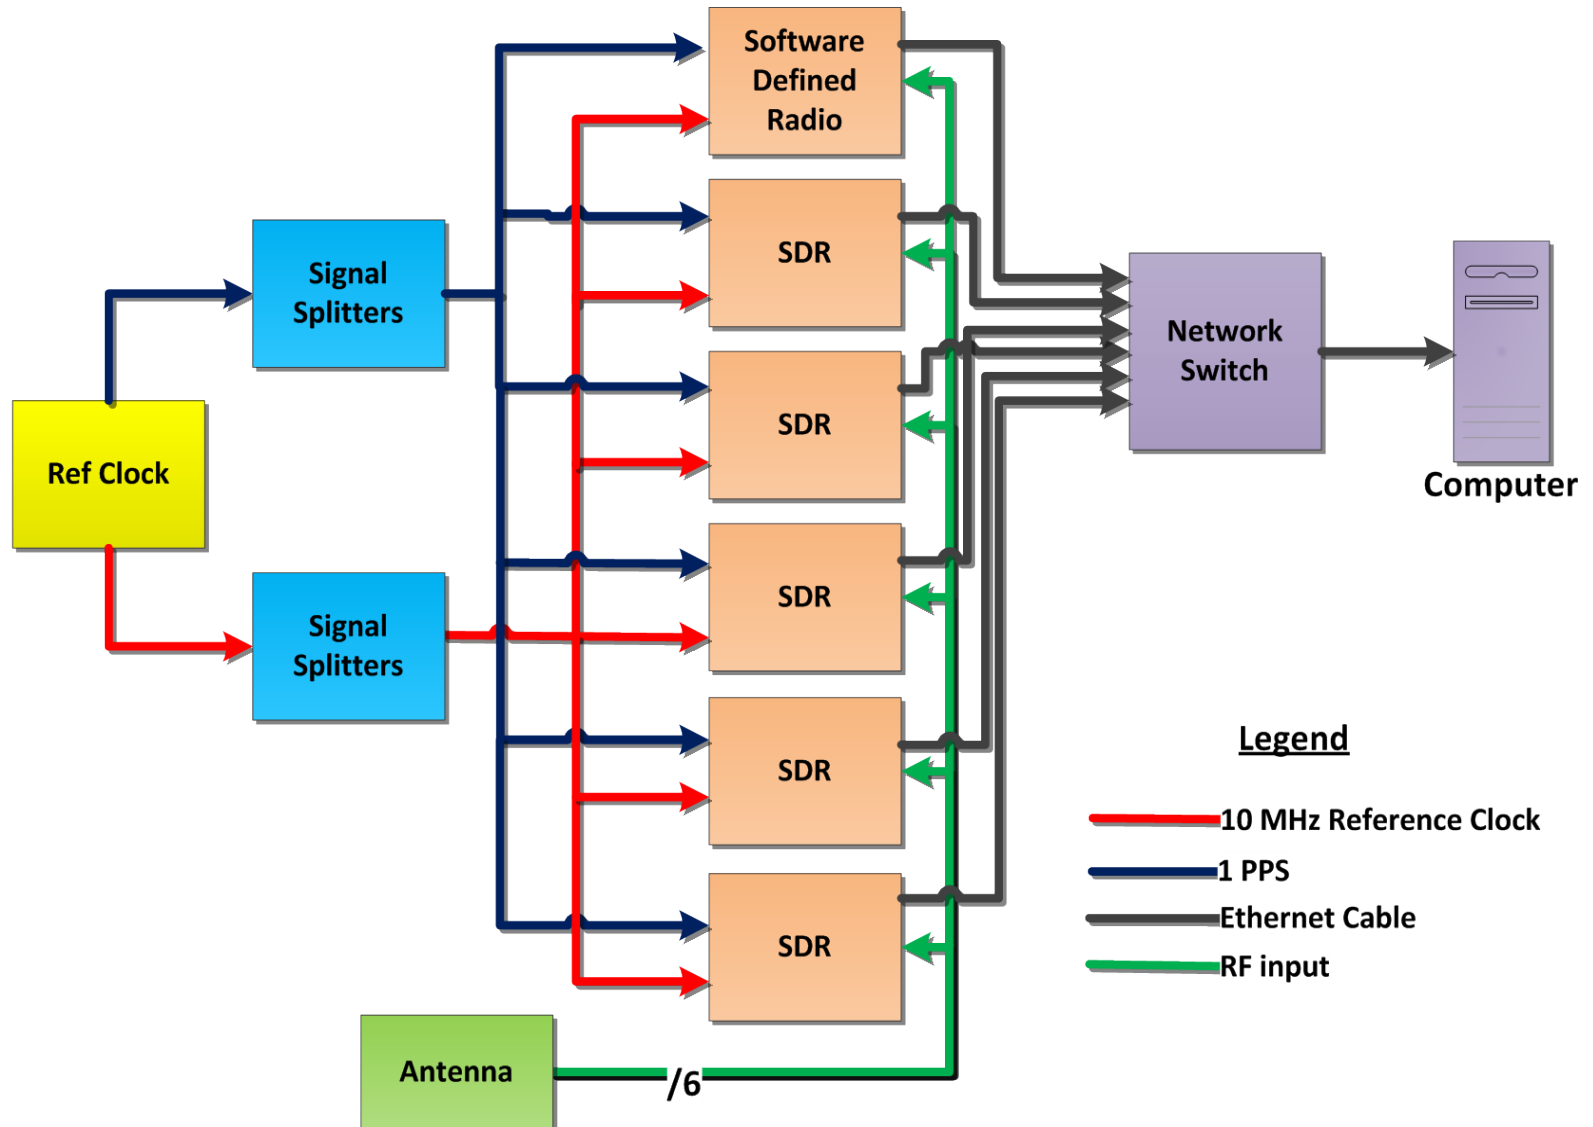 Software
Defined
Radio
Signal
Splitters
SDR
SDR
Network
Switch
Ref Clock
Computer
SDR
Signal
Splitters
SDR
SDR
Antenna
/6
Legend
10 MHz Reference Clock
1 PPS
Ethernet Cable
RF input